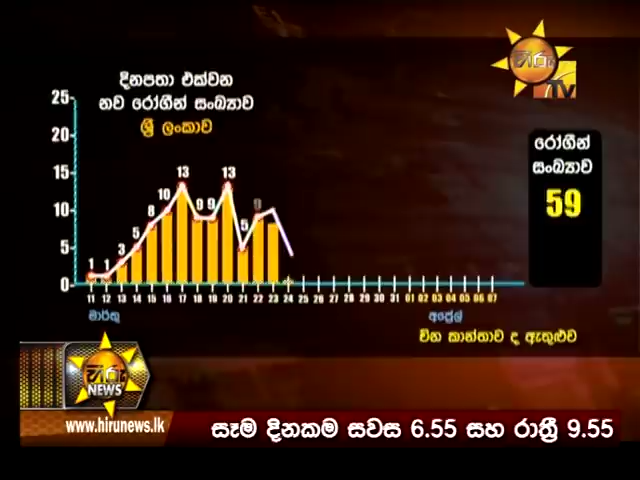 හිරු
TV
දිනපතා එක්වන
නව රෝගීන් සංඛ්‍යාව
ශ්‍රී ලංකාව
රෝගීන්
සංඛ්‍යාව
59
25
20
15
10
5
0
1 1 3 5 8 10 13 9 9 13 5 9
11 12 13 14 15 16 17 18 19 20 21 22 23 24 25 26 27 28 29 30 31 01 02 03 04 05 06 07
මාර්තු අප්‍රේල්
චීන කාන්තාව ද ඇතුළුව
හිරු
NEWS
www.hirunews.lk
සෑම දිනකම සවස 6.55 සහ රාත්‍රී 9.55